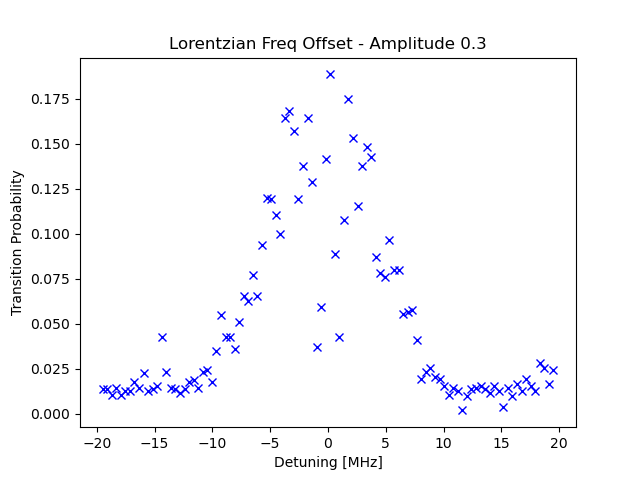 Lorentzian Freq Offset - Amplitude 0.3
Transition Probability
0.175
0.150
0.125
0.100
0.075
0.050
0.025
0.000
−20 −15 −10 −5 0 5 10 15 20
Detuning [MHz]